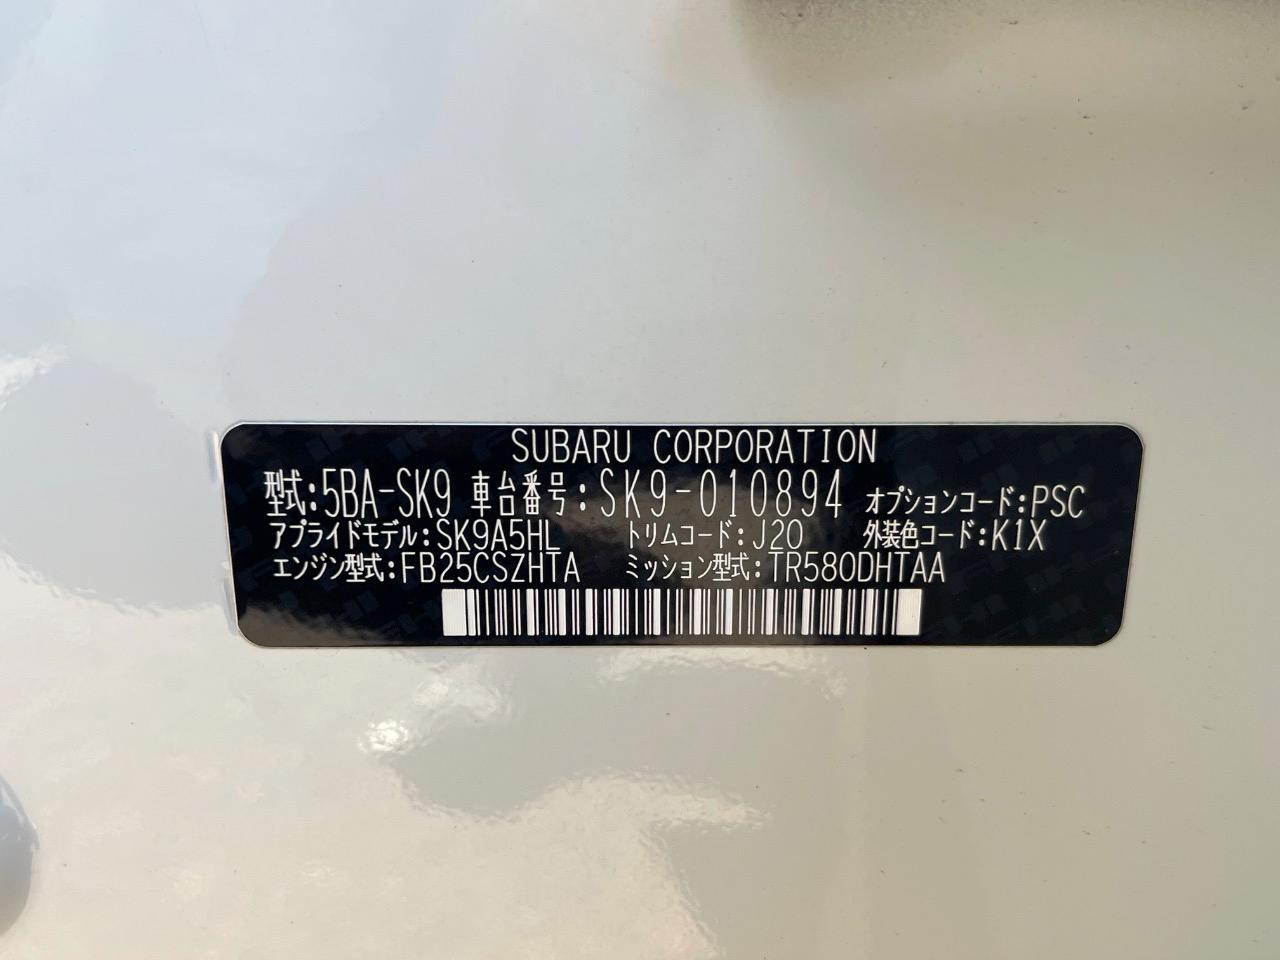 SUBARU CORPORATION
型式:5BA-SK9 車台番号:SK9-010894 オプションコード:PSC
アプライドモデル:SK9A5HL トリムコード:J20 外装色コード:K1X
エンジン型式:FB25CSZHTA ミッション型式:TR580DHTAA